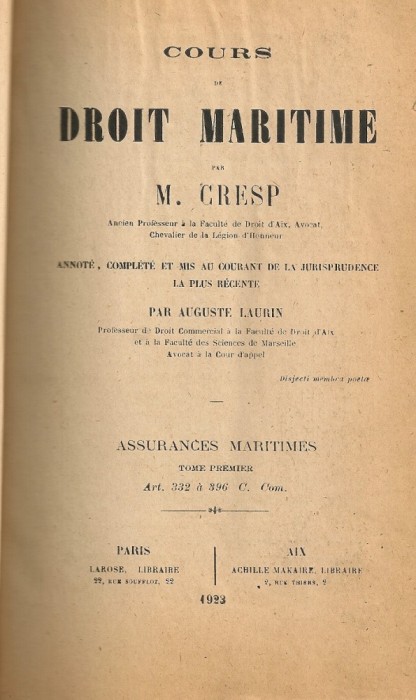 COURS
DE
DROIT MARITIME
PAR
M. CRESP
Ancien Professeur à la Faculté de Droit d'Aix, Avocat,
Chevalier de la Légion d'Honneur
ANNOTÉ, COMPLÉTÉ ET MIS AU COURANT DE LA JURISPRUDENCE
LA PLUS RÉCENTE
PAR AUGUSTE LAURIN
Professeur de Droit Commercial à la Faculté de Droit d'Aix
et à la Faculté des Sciences de Marseille
Avocat à la Cour d'appel
Disjecti membra poetæ
ASSURANCES MARITIMES
TOME PREMIER
Art. 332 à 396 C. Com.
PARIS
LAROSE, LIBRAIRE
22, RUE SOUFFLOT, 22
AIX
ACHILLE MAKAIRE, LIBRAIRE
2, RUE THIERS, 2
1923